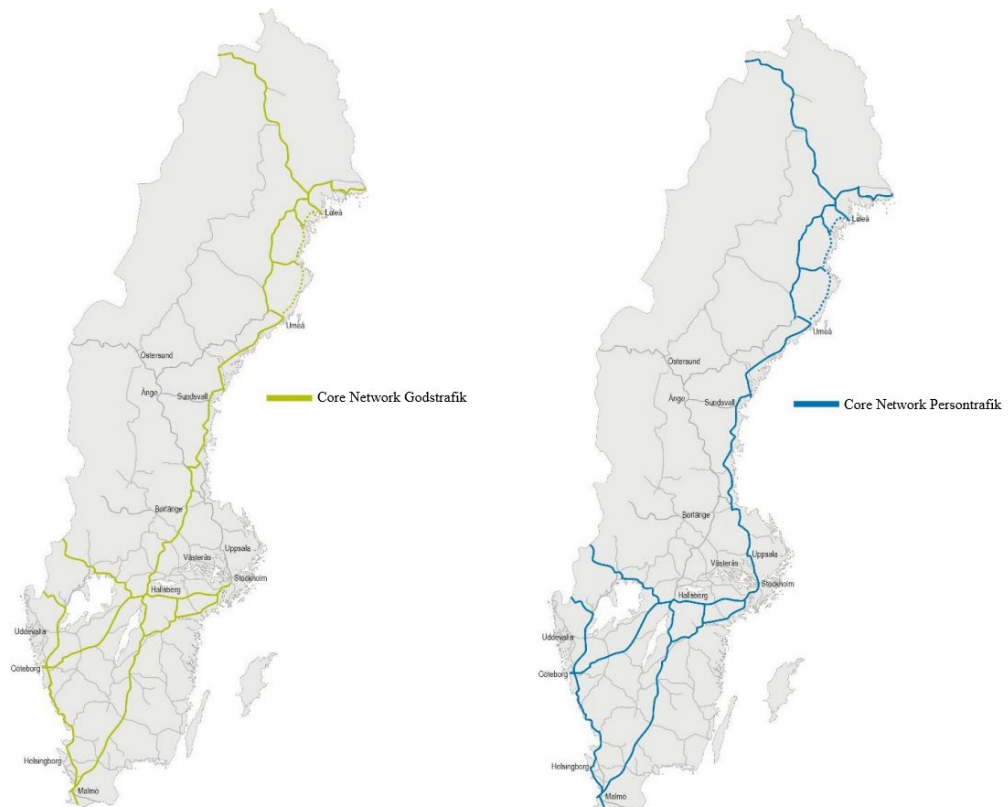 Luleå
Umeå
Östersund
Ånge
Sundsvall
Core Network Godstrafik
Borlänge
Västerås
Uppsala
Stockholm
Hallsberg
Uddevalla
Göteborg
Helsingborg
Malmö
Luleå
Umeå
Östersund
Ånge
Sundsvall
Core Network Persontrafik
Borlänge
Västerås
Uppsala
Stockholm
Hallsberg
Uddevalla
Göteborg
Helsingborg
Malmö